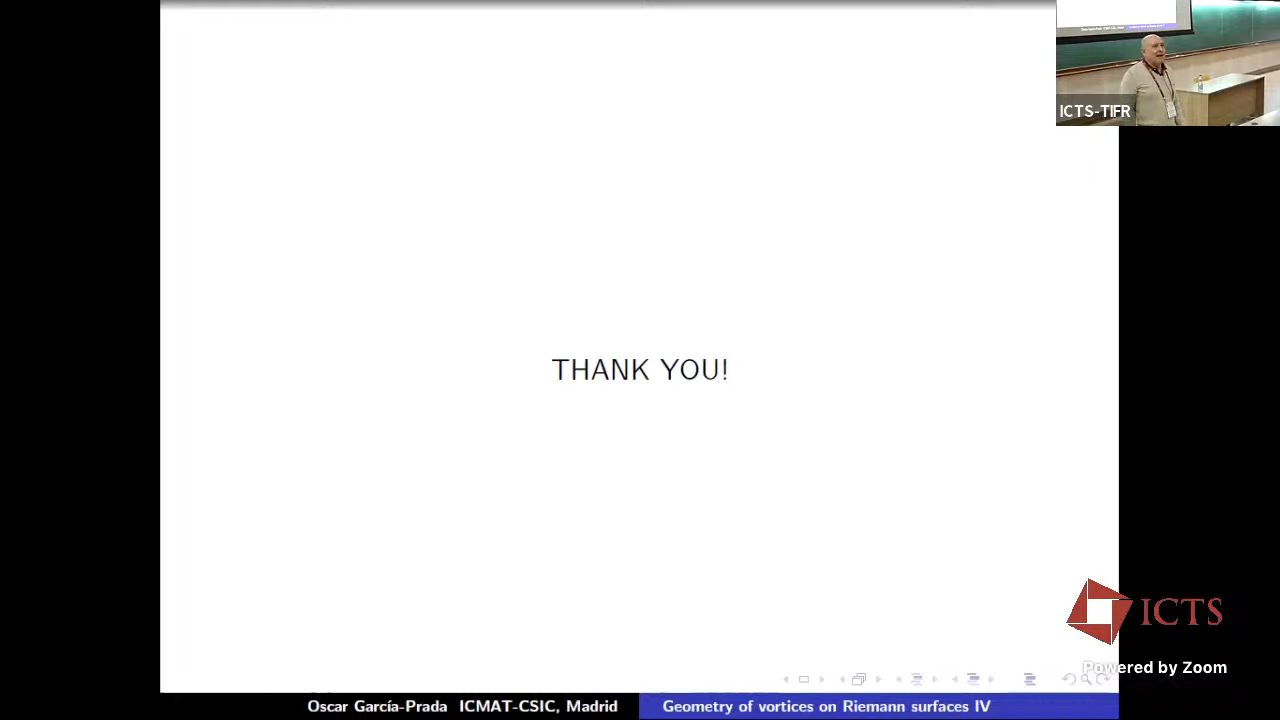 ICTS-TIFR
THANK YOU!
ICTS
Powered by Zoom
Oscar García-Prada ICMAT-CSIC, Madrid
Geometry of vortices on Riemann surfaces IV